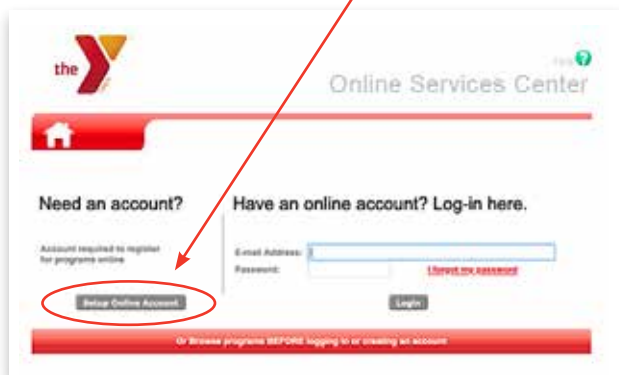 the Y
Online Services Center
Need an account?
Have an online account? Log-in here.
Account required to register
for programs online
E-mail Address:
Password:
I forgot my password
Setup Online Account
Login
Or Browse programs BEFORE logging in or creating an account